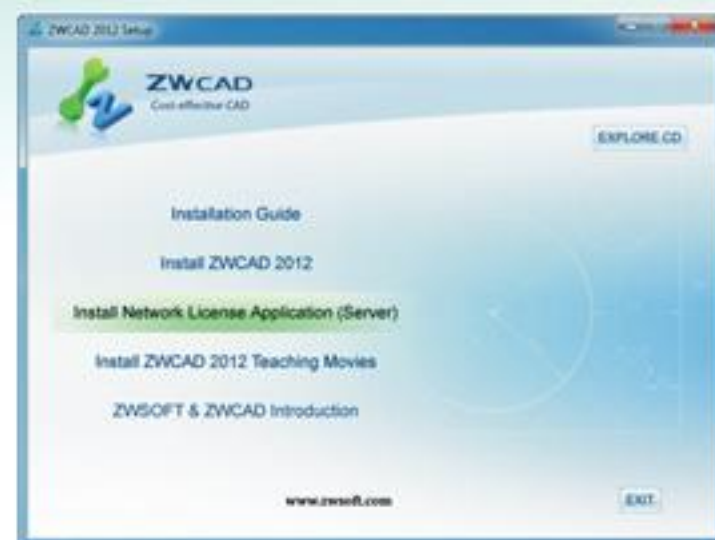 ZWCAD 2012 Setup
ZWCAD
Cost-effective CAD
EXPLORE CD
Installation Guide
Install ZWCAD 2012
Install Network License Application (Server)
Install ZWCAD 2012 Teaching Movies
ZWSOFT & ZWCAD Introduction
www.zwsoft.com
EXIT